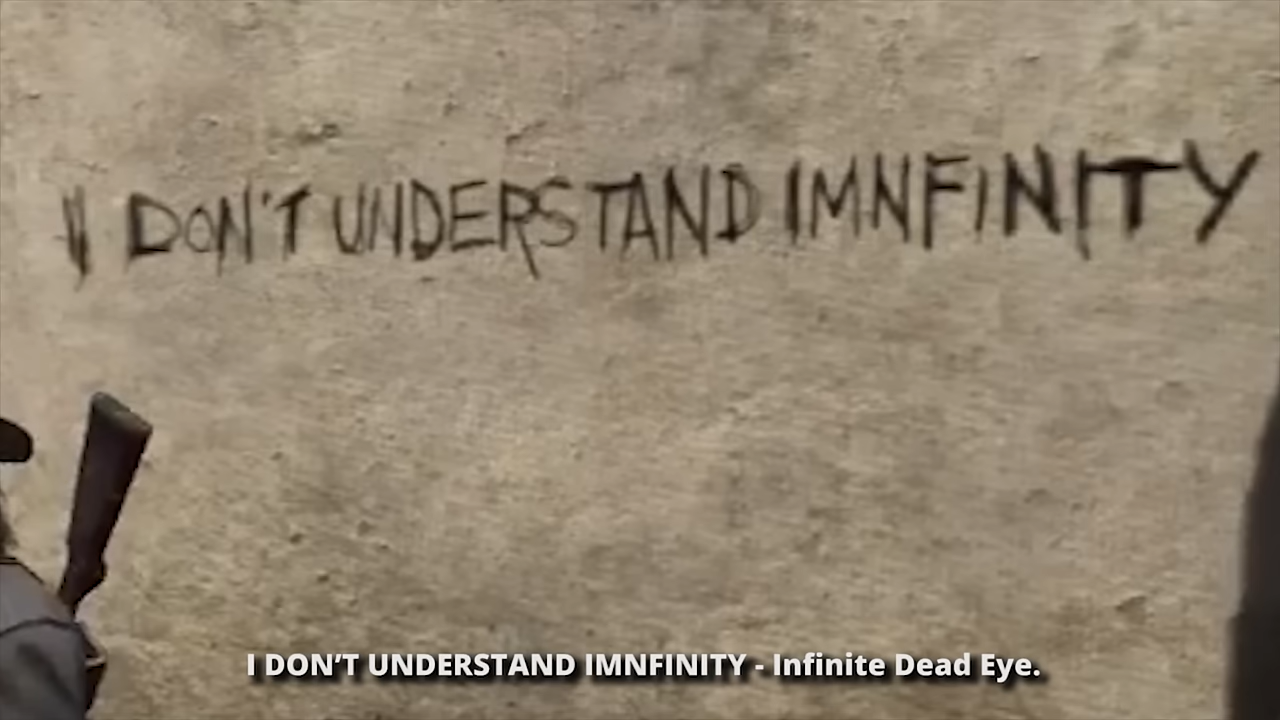 I DON'T UNDERSTAND IMNFINITY
I DON'T UNDERSTAND IMNFINITY - Infinite Dead Eye.